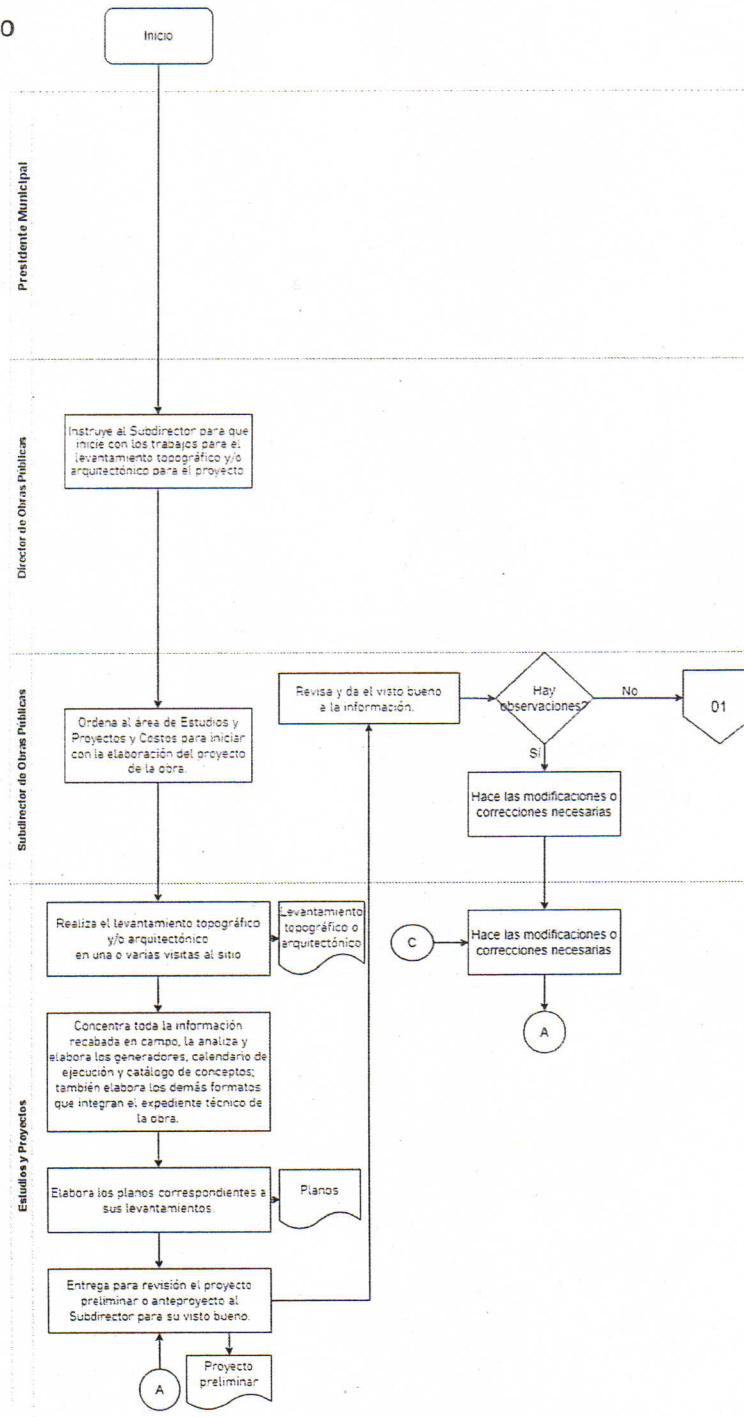 O
Inicio
Presidente Municipal
Director de Obras Públicas
Instruye al Subdirector para que
inicie con los trabajos para el
levantamiento topográfico y/o
arquitectónico para el proyecto
Subdirector de Obras Públicas
Ordena al área de Estudios y
Proyectos y Costos para iniciar
con la elaboración del proyecto
de la obra.
Revisa y da el visto bueno
a la información.
Hay
observaciones?
No
01
Sí
Hace las modificaciones o
correcciones necesarias
Estudios y Proyectos
Realiza el levantamiento topográfico
y/o arquitectónico
en una o varias visitas al sitio
Levantamiento
topográfico o
arquitectónico
C
Hace las modificaciones o
correcciones necesarias
A
Concentra toda la información
recabada en campo, la analiza y
elabora los generadores, calendario de
ejecución y catálogo de conceptos;
también elabora los demás formatos
que integran el expediente técnico de
la obra.
Elabora los planos correspondientes a
sus levantamientos.
Planos
Entrega para revisión el proyecto
preliminar o anteproyecto al
Subdirector para su visto bueno.
A
Proyecto
preliminar